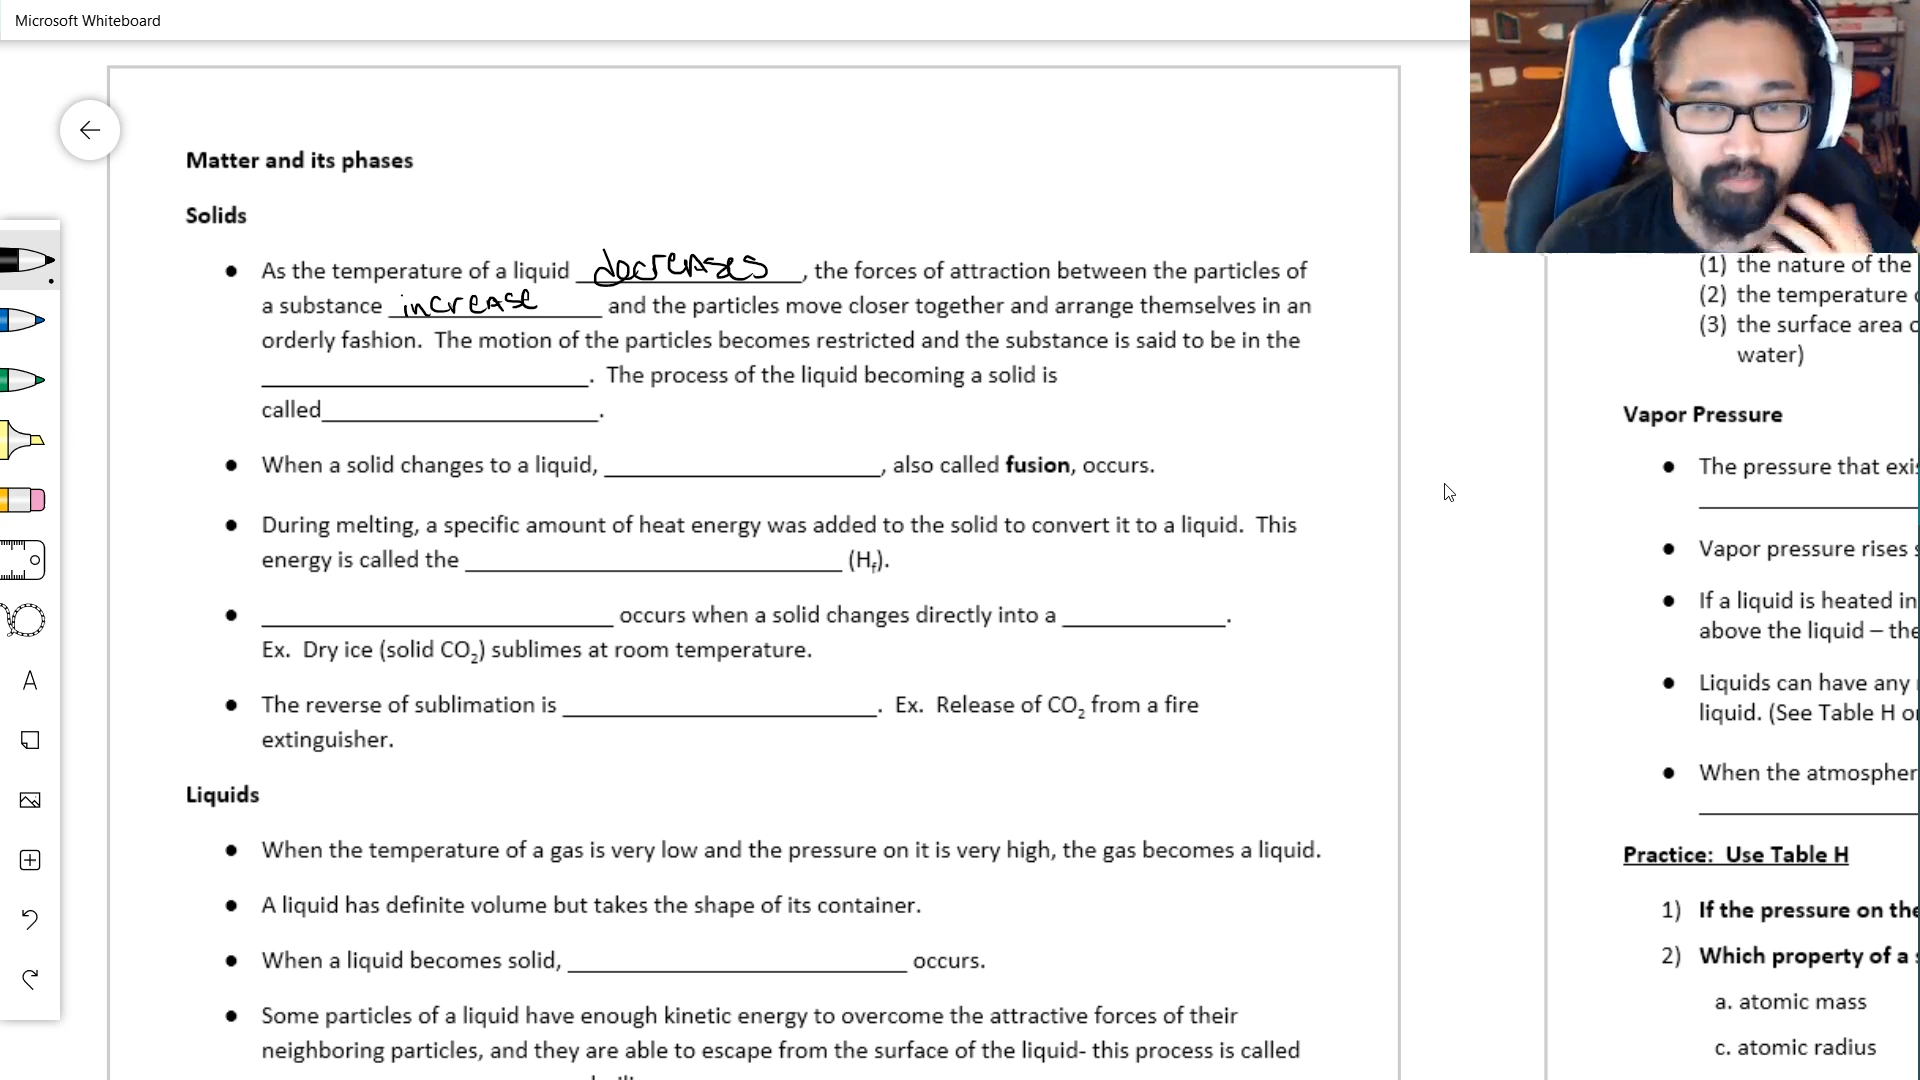 Microsoft Whiteboard
Matter and its phases
Solids
● As the temperature of a liquid decreases, the forces of attraction between the particles of
a substance increase and the particles move closer together and arrange themselves in an
orderly fashion. The motion of the particles becomes restricted and the substance is said to be in the
____________________. The process of the liquid becoming a solid is
called____________________.
● When a solid changes to a liquid, ____________________, also called fusion, occurs.
● During melting, a specific amount of heat energy was added to the solid to convert it to a liquid. This
energy is called the ____________________ (Hf).
● ____________________ occurs when a solid changes directly into a ____________.
Ex. Dry ice (solid CO₂) sublimes at room temperature.
● The reverse of sublimation is ____________________. Ex. Release of CO₂ from a fire
extinguisher.
Liquids
● When the temperature of a gas is very low and the pressure on it is very high, the gas becomes a liquid.
● A liquid has definite volume but takes the shape of its container.
● When a liquid becomes solid, ____________________ occurs.
● Some particles of a liquid have enough kinetic energy to overcome the attractive forces of their
neighboring particles, and they are able to escape from the surface of the liquid- this process is called
(1) the nature of the
(2) the temperature
(3) the surface area
water)
Vapor Pressure
● The pressure that
● Vapor pressure rises
● If a liquid is heated in
above the liquid – the
● Liquids can have any
liquid. (See Table H
● When the
Practice: Use Table H
1) If the pressure on the
2) Which property of a
a. atomic mass
c. atomic radius